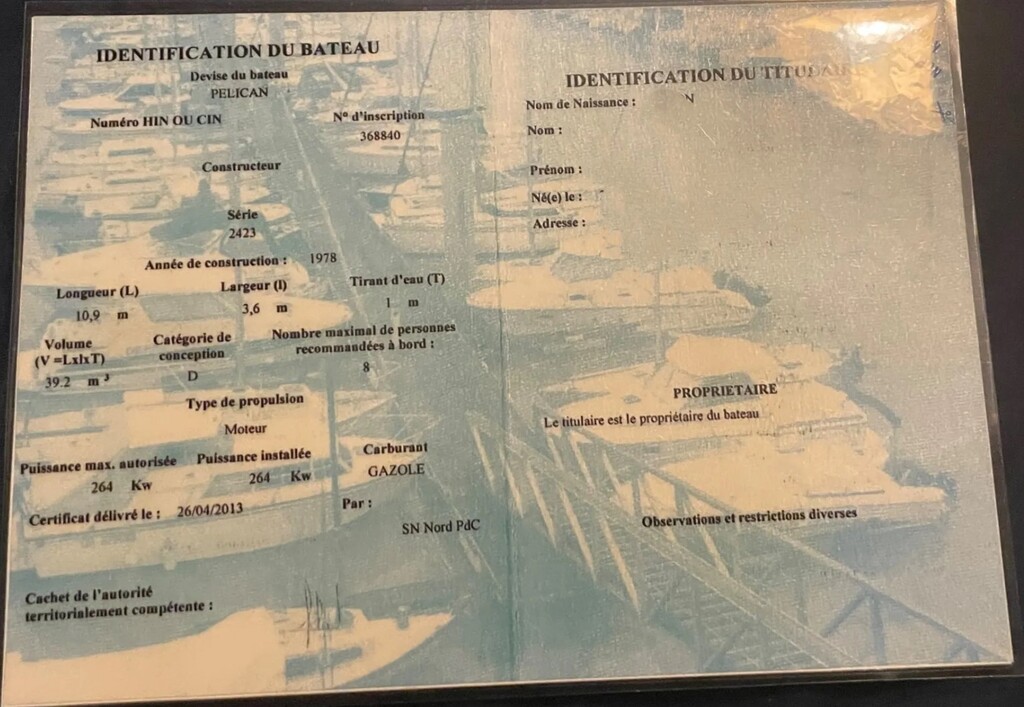 IDENTIFICATION DU BATEAU
Devise du bateau
PELICAN
Numéro HIN OU CIN
N° d'inscription
368840
Constructeur
Série
2423
Année de construction : 1978
Longueur (L) Largeur (l) Tirant d'eau (T)
10,9 m 3,6 m 1 m
Volume
(V =LxlxT)
39.2 m ³
Catégorie de
conception
D
Nombre maximal de personnes
recommandées à bord :
8
Type de propulsion
Moteur
Puissance max. autorisée Puissance installée Carburant
264 Kw 264 Kw GAZOLE
Certificat délivré le : 26/04/2013 Par :
SN Nord PdC
Cachet de l'autorité
territorialement compétente :
IDENTIFICATION DU TITULAIR
Nom de Naissance : N
Nom :
Prénom :
Né(e) le :
Adresse :
PROPRIETAIRE
Le titulaire est le propriétaire du bateau
Observations et restrictions diverses